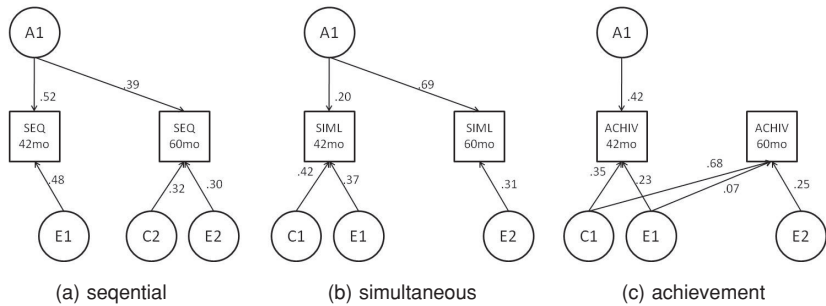 A1
.52
.39
SEQ
42mo
SEQ
60mo
.48
.32
.30
E1
C2
E2
(a) seqential
A1
.20
.69
SIML
42mo
SIML
60mo
.42
.37
.31
C1
E1
E2
(b) simultaneous
A1
.42
ACHIV
42mo
ACHIV
60mo
.35
.23
.68
.07
.25
C1
E1
E2
(c) achievement